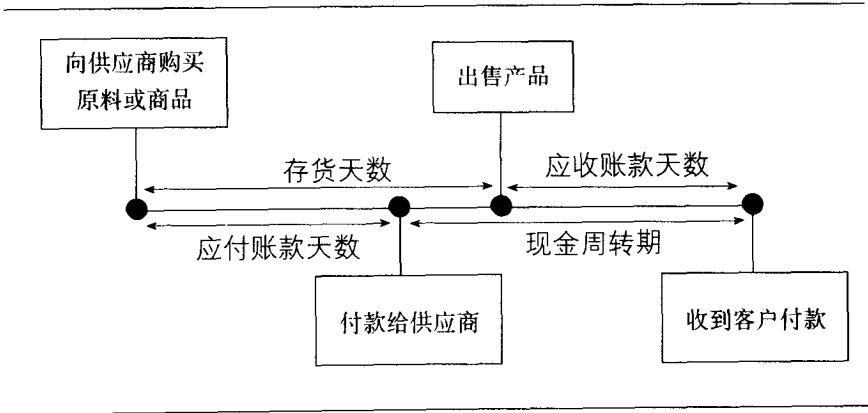 向供应商购买
原料或商品
出售产品
存货天数
应收账款天数
应付账款天数
现金周转期
付款给供应商
收到客户付款